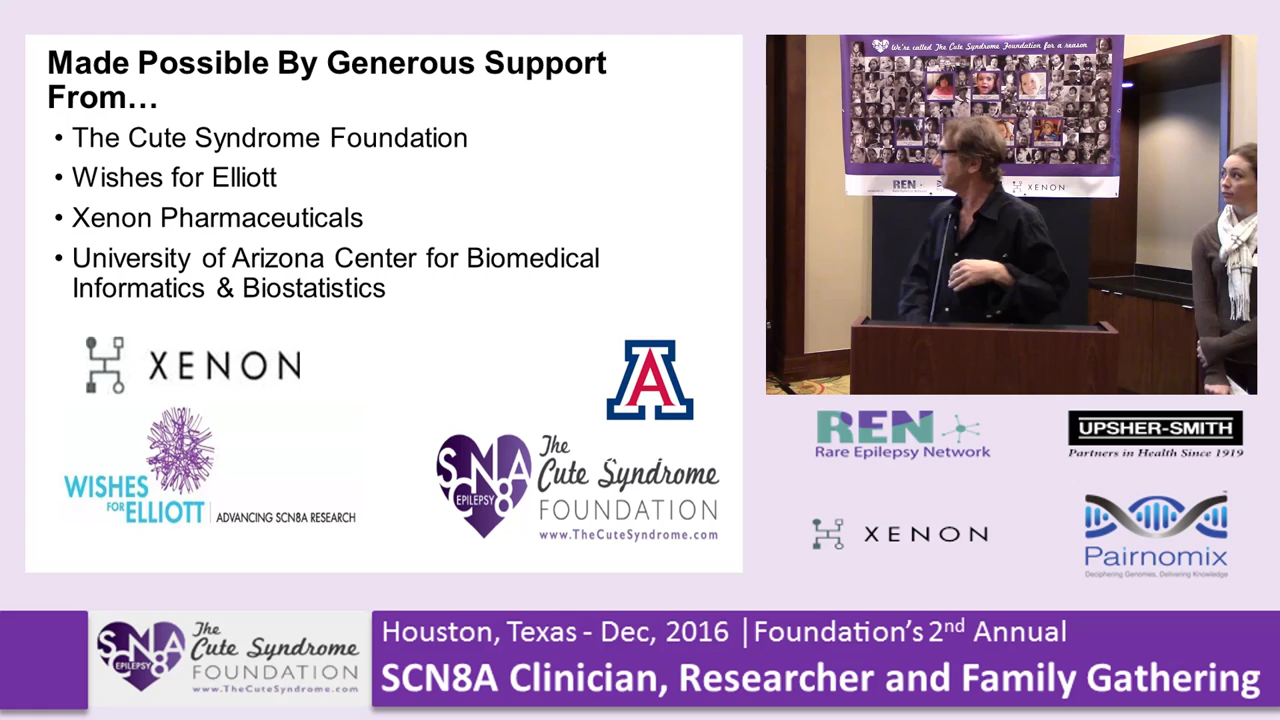 Made Possible By Generous Support
From…
• The Cute Syndrome Foundation
• Wishes for Elliott
• Xenon Pharmaceuticals
• University of Arizona Center for Biomedical
Informatics & Biostatistics
XENON
A
WISHES
FOR ELLIOTT
ADVANCING SCN8A RESEARCH
SCN8A
EPILEPSY
The
Cute Syndrome
FOUNDATION
www.TheCuteSyndrome.com
We're called The Cute Syndrome Foundation for a reason
REN
XENON
REN
Rare Epilepsy Network
UPSHER-SMITH
Partners in Health Since 1919
XENON
Pairnomix
Deciphering Genomes, Delivering Knowledge
SCN8A
EPILEPSY
The
Cute Syndrome
FOUNDATION
www.TheCuteSyndrome.com
Houston, Texas - Dec, 2016 |Foundation's 2nd Annual
SCN8A Clinician, Researcher and Family Gathering